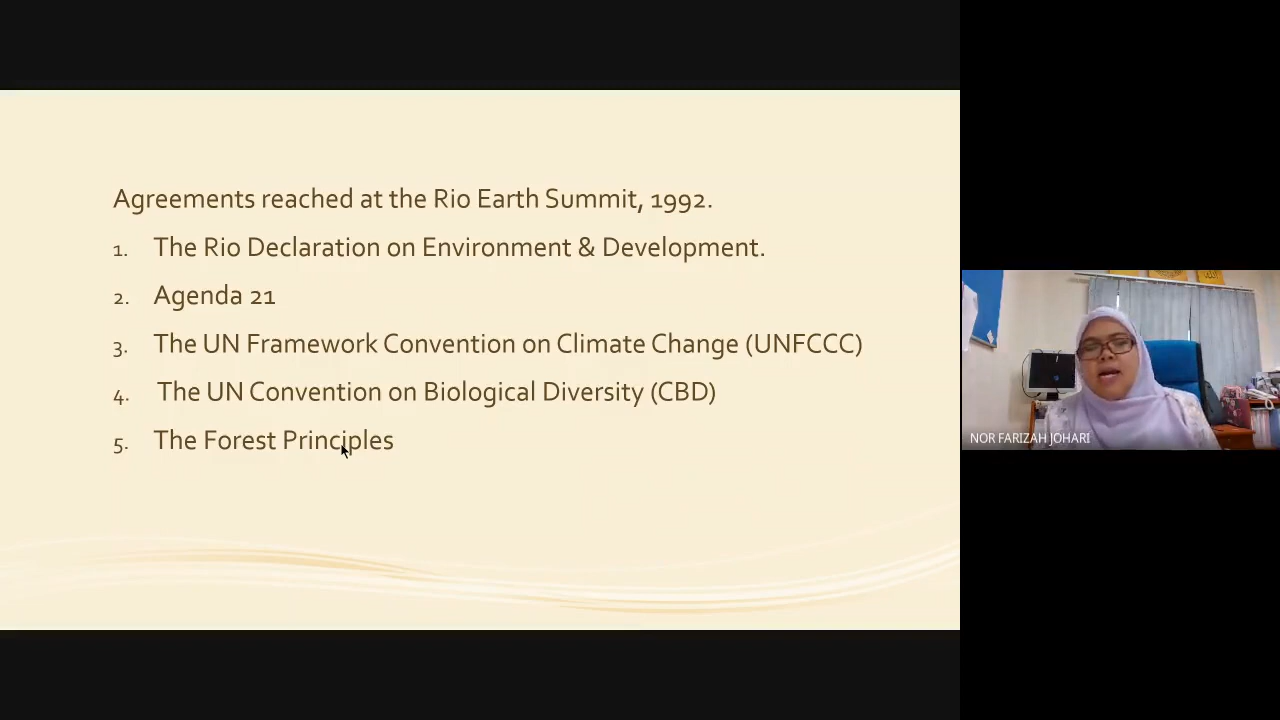 Agreements reached at the Rio Earth Summit, 1992.
1. The Rio Declaration on Environment & Development.
2. Agenda 21
3. The UN Framework Convention on Climate Change (UNFCCC)
4. The UN Convention on Biological Diversity (CBD)
5. The Forest Principles
NOR FARIZAH JOHARI